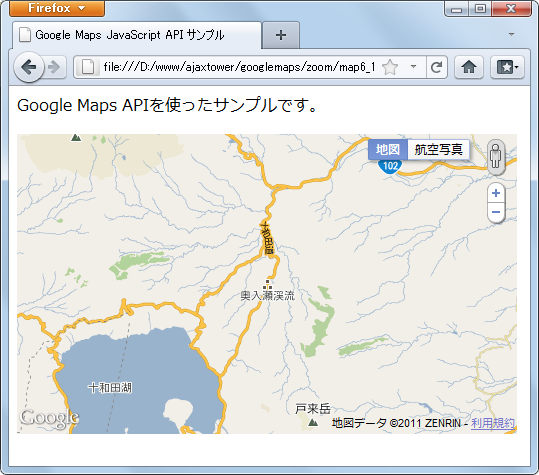 Firefox
Google Maps JavaScript API サンプル
file:///D:/www/ajaxtower/googlemaps/zoom/map6_1
Google Maps APIを使ったサンプルです。
地図 航空写真
102
十和田道
奥入瀬渓流
十和田湖
戸来岳
Google
地図データ ©2011 ZENRIN - 利用規約